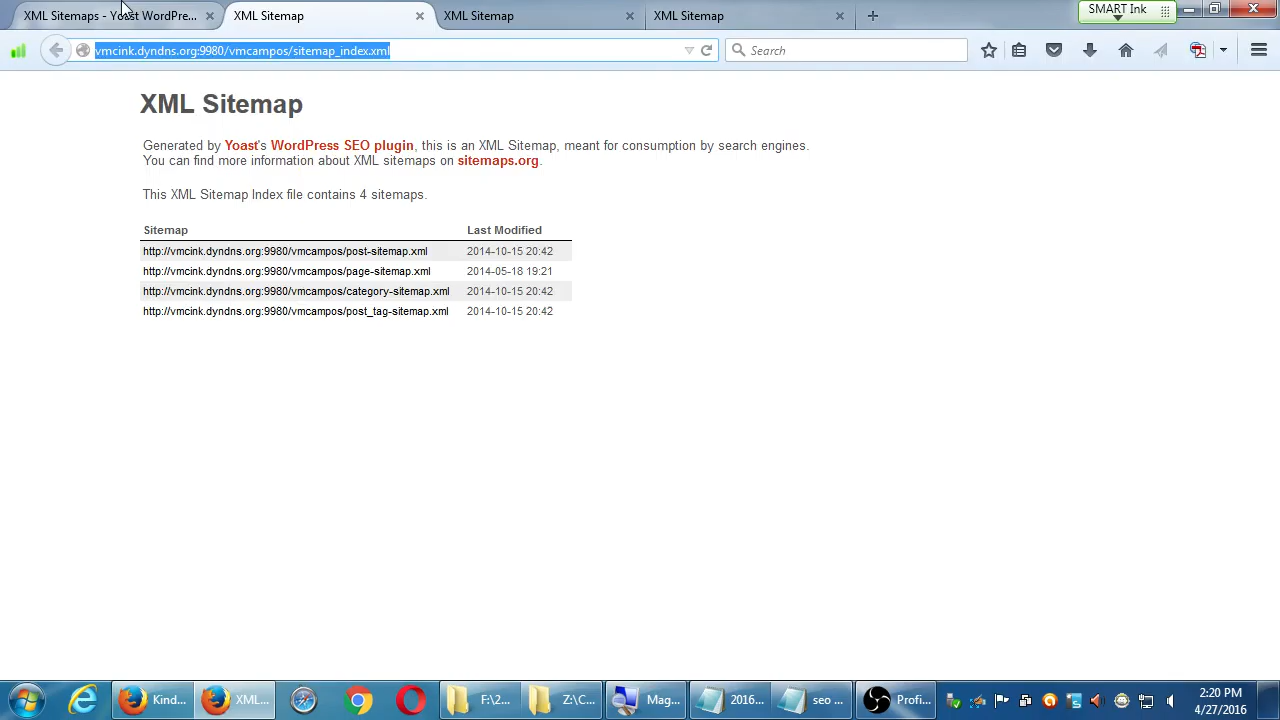 XML Sitemaps - Yoast WordPre...
XML Sitemap
XML Sitemap
XML Sitemap
SMART Ink
vmcink.dyndns.org:9980/vmcampos/sitemap_index.xml
Search
XML Sitemap
Generated by Yoast's WordPress SEO plugin, this is an XML Sitemap, meant for consumption by search engines.
You can find more information about XML sitemaps on sitemaps.org.
This XML Sitemap Index file contains 4 sitemaps.
Sitemap Last Modified
http://vmcink.dyndns.org:9980/vmcampos/post-sitemap.xml 2014-10-15 20:42
http://vmcink.dyndns.org:9980/vmcampos/page-sitemap.xml 2014-05-18 19:21
http://vmcink.dyndns.org:9980/vmcampos/category-sitemap.xml 2014-10-15 20:42
http://vmcink.dyndns.org:9980/vmcampos/post_tag-sitemap.xml 2014-10-15 20:42
Kind...
XML...
F:\2...
Z:\C...
Mag...
2016...
seo ...
Profi...
2:20 PM
4/27/2016